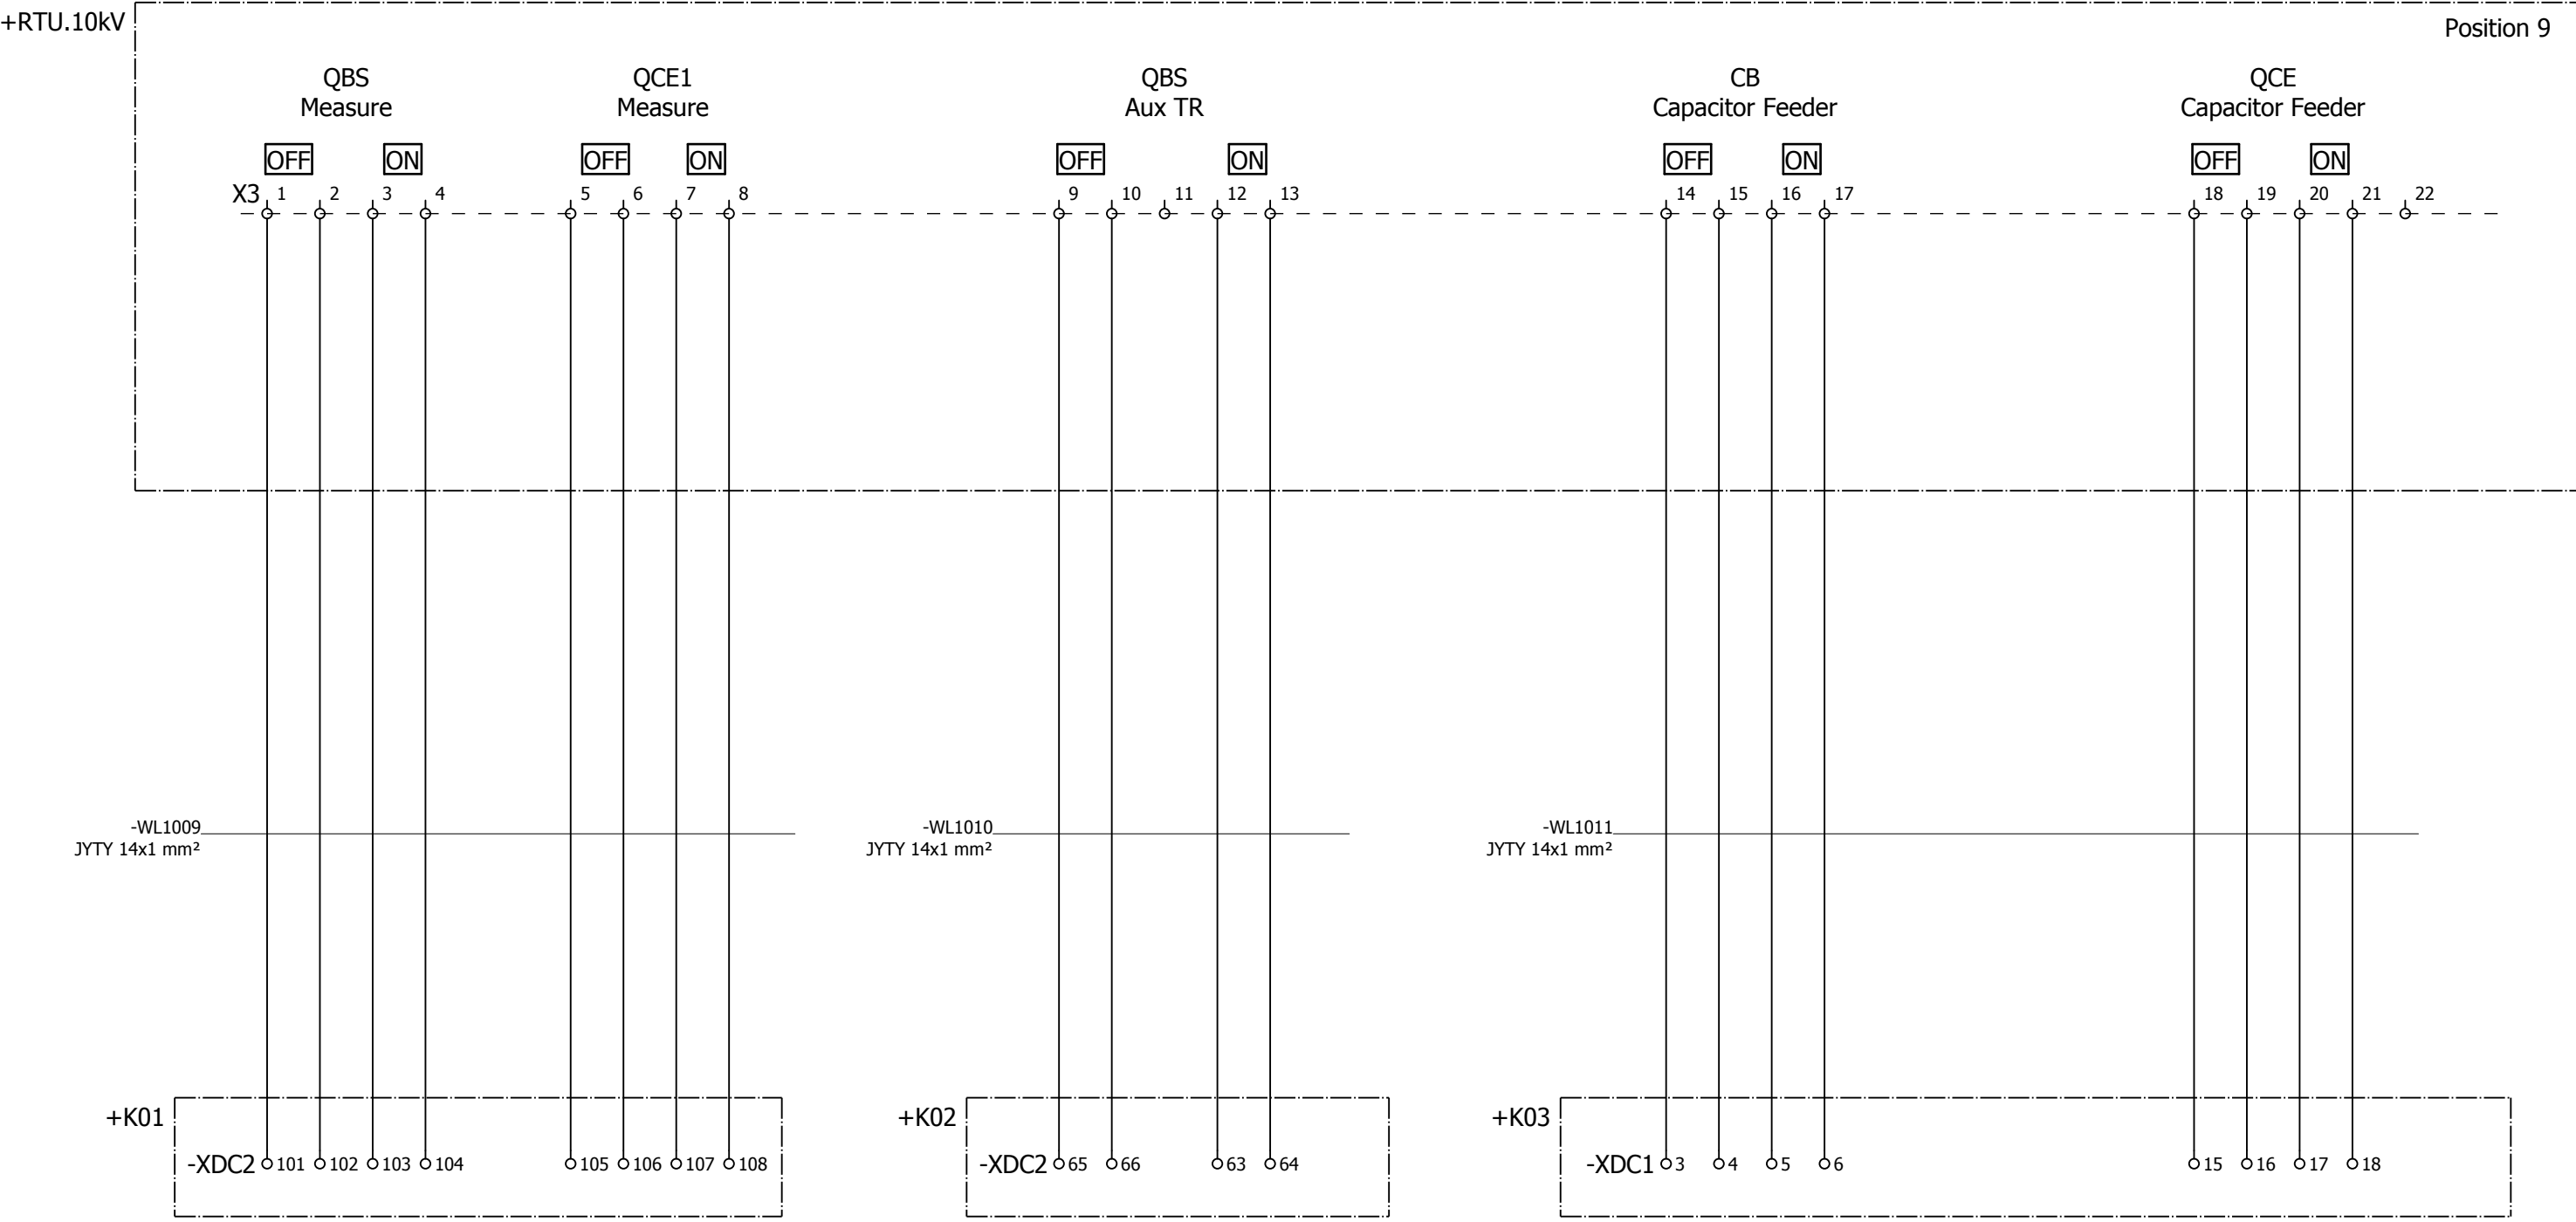 +RTU.10kV
Position 9
QBS
Measure
QCE1
Measure
QBS
Aux TR
CB
Capacitor Feeder
QCE
Capacitor Feeder
OFF ON OFF ON OFF ON OFF ON OFF ON
X3 1 2 3 4 5 6 7 8 9 10 11 12 13 14 15 16 17 18 19 20 21 22
-WL1009
JYTY 14x1 mm²
-WL1010
JYTY 14x1 mm²
-WL1011
JYTY 14x1 mm²
+K01
-XDC2 101 102 103 104 105 106 107 108
+K02
-XDC2 65 66 63 64
+K03
-XDC1 3 4 5 6 15 16 17 18